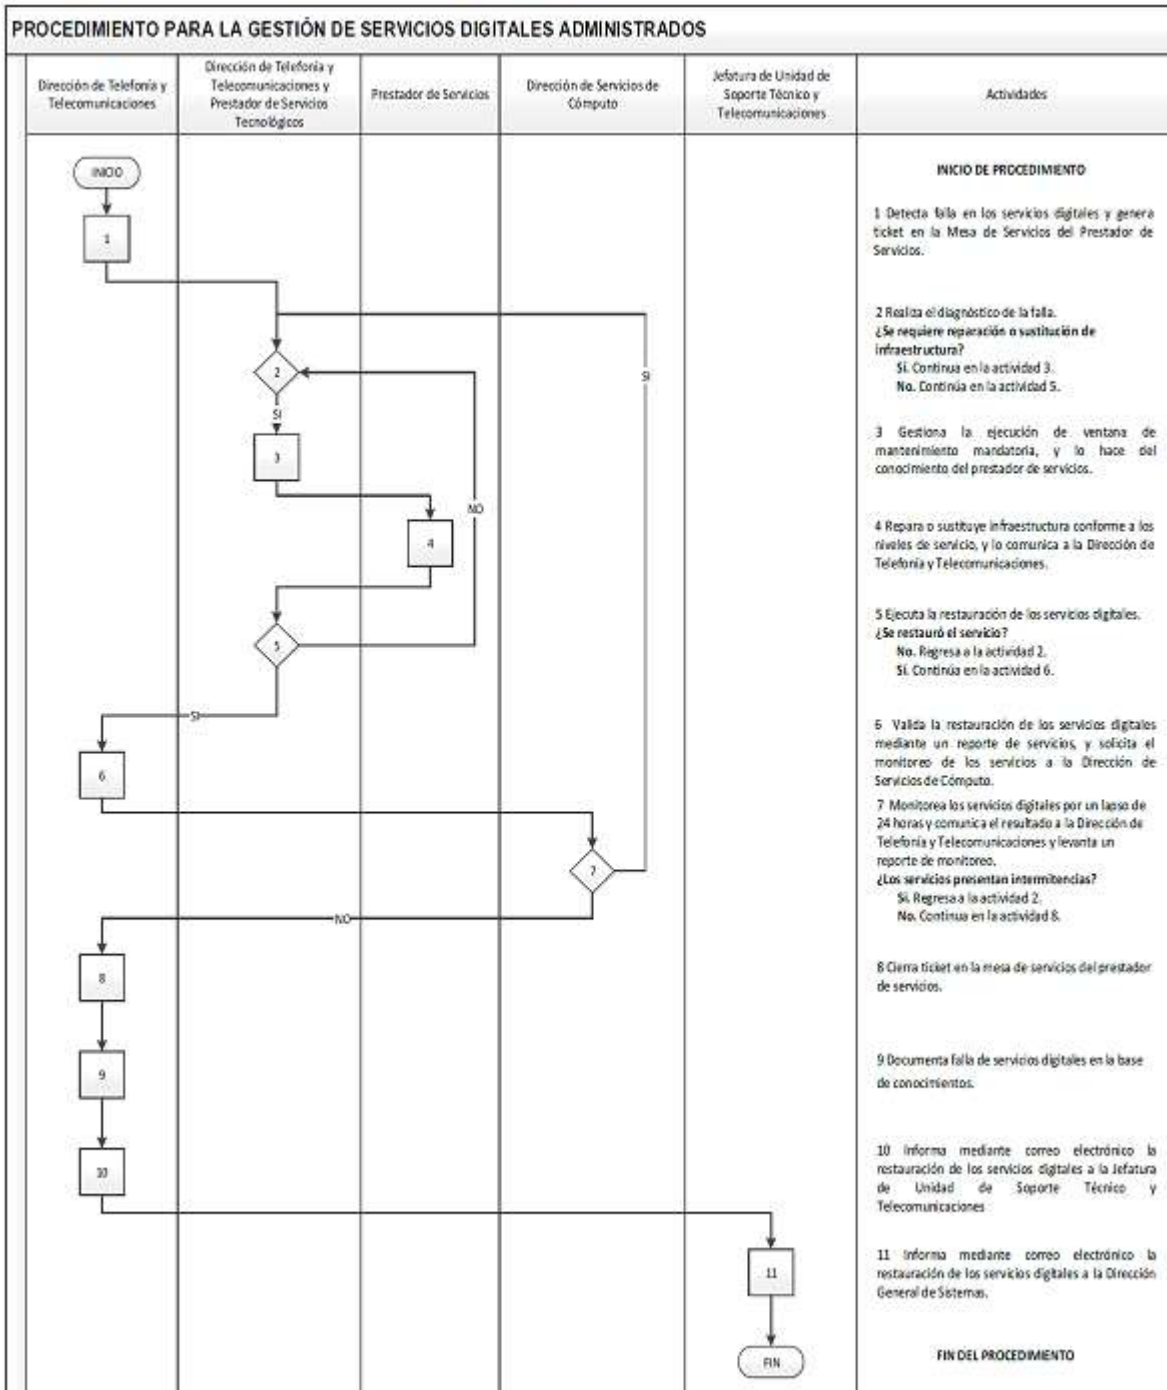 PROCEDIMIENTO PARA LA GESTIÓN DE SERVICIOS DIGITALES ADMINISTRADOS
Dirección de Telefonía y
Telecomunicaciones
Dirección de Telefonía y
Telecomunicaciones y
Prestador de Servicios
Tecnológicos
Prestador de Servicios
Dirección de Servicios de
Cómputo
Jefatura de Unidad de
Soporte Técnico y
Telecomunicaciones
Actividades
INICIO
1
2
SI
3
4
NO
SI
5
SI
6
7
NO
8
9
10
11
FIN
INICIO DE PROCEDIMIENTO
1 Detecta falla en los servicios digitales y genera
ticket en la Mesa de Servicios del Prestador de
Servicios.
2 Realiza el diagnóstico de la falla.
¿Se requiere reparación o sustitución de
infraestructura?
Sí. Continua en la actividad 3.
No. Continúa en la actividad 5.
3 Gestiona la ejecución de ventana de
mantenimiento mandatoria, y lo hace del
conocimiento del prestador de servicios.
4 Repara o sustituye infraestructura conforme a los
niveles de servicio, y lo comunica a la Dirección de
Telefonía y Telecomunicaciones.
5 Ejecuta la restauración de los servicios digitales.
¿Se restauró el servicio?
No. Regresa a la actividad 2.
Sí. Continúa en la actividad 6.
6 Valida la restauración de los servicios digitales
mediante un reporte de servicios, y solicita el
monitoreo de los servicios a la Dirección de
Servicios de Cómputo.
7 Monitorea los servicios digitales por un lapso de
24 horas y comunica el resultado a la Dirección de
Telefonía y Telecomunicaciones y levanta un
reporte de monitoreo.
¿Los servicios presentan intermitencias?
Sí. Regresa a la actividad 2.
No. Continua en la actividad 8.
8 Cierra ticket en la mesa de servicios del prestador
de servicios.
9 Documenta falla de servicios digitales en la base
de conocimientos.
10 Informa mediante correo electrónico la
restauración de los servicios digitales a la Jefatura
de Unidad de Soporte Técnico y
Telecomunicaciones
11 Informa mediante correo electrónico la
restauración de los servicios digitales a la Dirección
General de Sistemas.
FIN DEL PROCEDIMIENTO